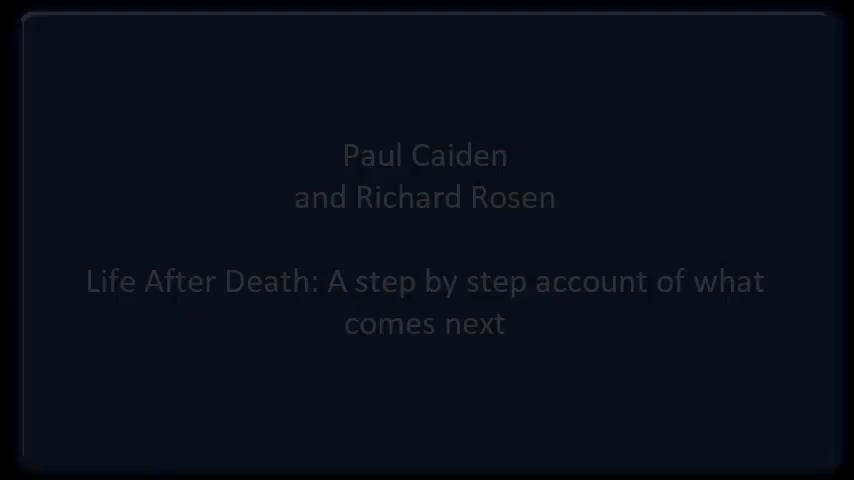 Paul Caiden
and Richard Rosen
Life After Death: A step by step account of what
comes next